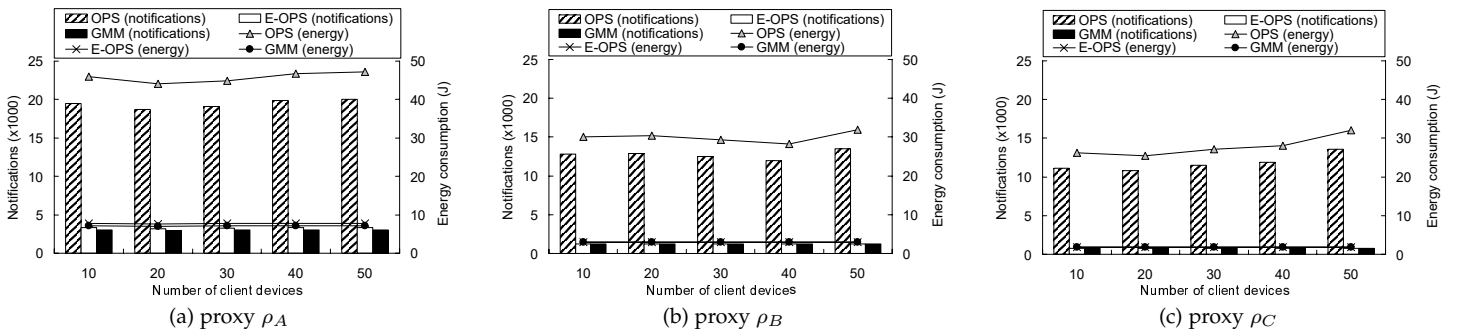 OPS (notifications) E-OPS (notifications)
GMM (notifications) OPS (energy)
E-OPS (energy) GMM (energy)
25
20
15
10
5
0
Notifications (x1000)
50
40
30
20
10
0
Energy consumption (J)
10 20 30 40 50
Number of client devices
(a) proxy ρA
OPS (notifications) E-OPS (notifications)
GMM (notifications) OPS (energy)
E-OPS (energy) GMM (energy)
25
20
15
10
5
0
Notifications (x1000)
50
40
30
20
10
0
Energy consumption (J)
10 20 30 40 50
Number of client devices
(b) proxy ρB
OPS (notifications) E-OPS (notifications)
GMM (notifications) OPS (energy)
E-OPS (energy) GMM (energy)
25
20
15
10
5
0
Notifications (x1000)
50
40
30
20
10
0
Energy consumption (J)
10 20 30 40 50
Number of client devices
(c) proxy ρC